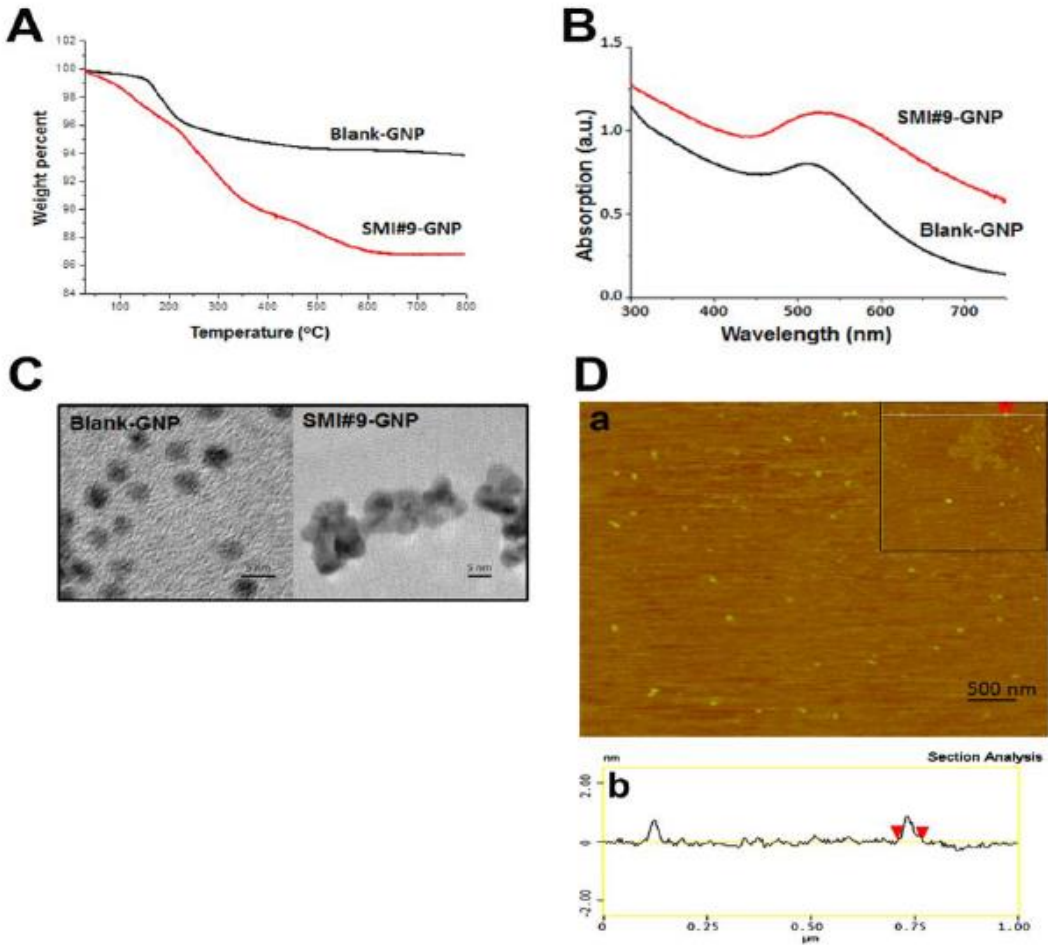 A
102
100
98
96
94
92
90
88
86
84
Weight percent
Blank-GNP
SMI#9-GNP
100 200 300 400 500 600 700 800
Temperature (°C)
B
1.5
1.0
0.5
0.0
Absorption (a.u.)
SMI#9-GNP
Blank-GNP
300 400 500 600 700
Wavelength (nm)
C
Blank-GNP
5 nm
SMI#9-GNP
5 nm
D
a
500 nm
nm
Section Analysis
b
2.00
0
-2.00
0 0.25 0.50 0.75 1.00
µm